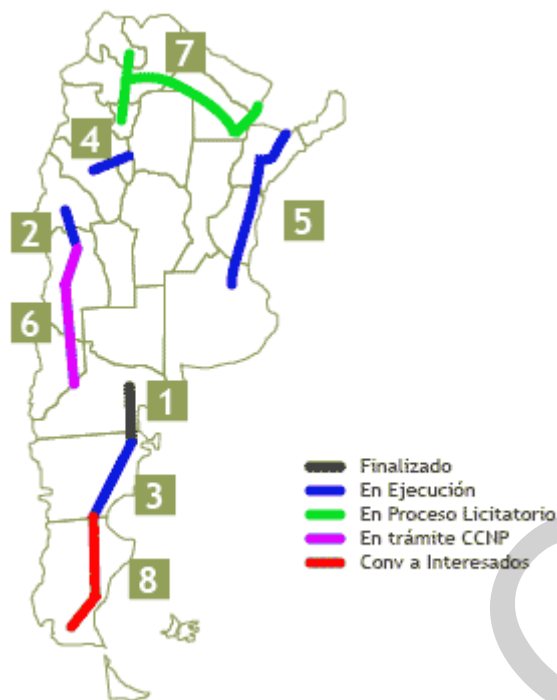 7
4
5
2
6
1
3
8
Finalizado
En Ejecución
En Proceso Licitatorio
En trámite CCNP
Conv a Interesados